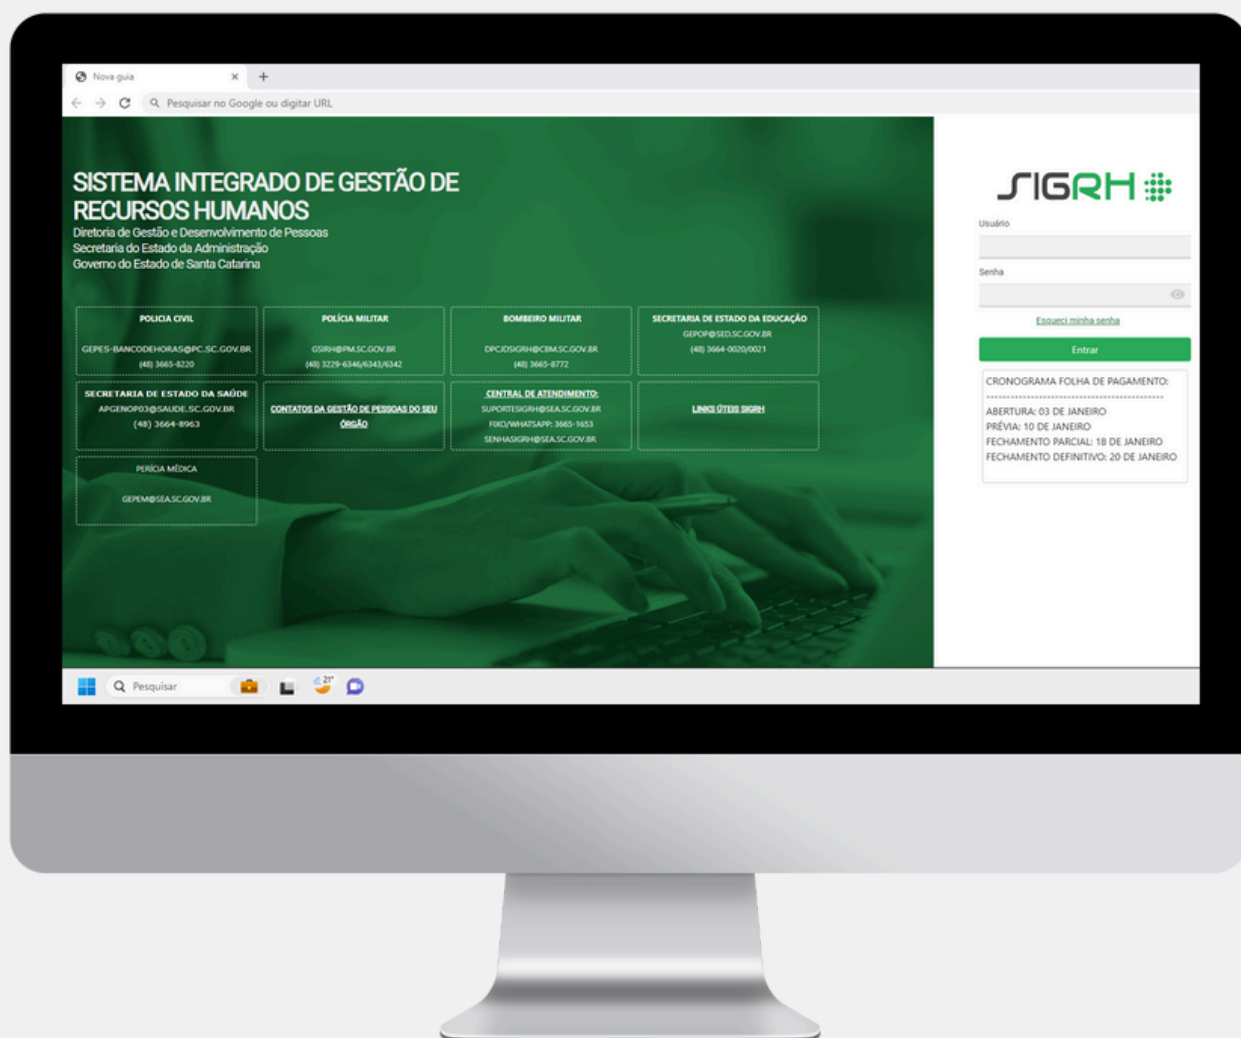 Nova guia
Pesquisar no Google ou digitar URL
SISTEMA INTEGRADO DE GESTÃO DE
RECURSOS HUMANOS
Diretoria de Gestão e Desenvolvimento de Pessoas
Secretaria do Estado da Administração
Governo do Estado de Santa Catarina
POLICIA CIVIL
GEPES-BANCODEHORAS@PC.SC.GOV.BR
(48) 3665-8220
POLÍCIA MILITAR
GSIRH@PM.SC.GOV.BR
(48) 3229-6346/6343/6342
BOMBEIRO MILITAR
DPCJDSIGRH@CBM.SC.GOV.BR
(48) 3665-8772
SECRETARIA DE ESTADO DA EDUCAÇÃO
GEPOP@SED.SC.GOV.BR
(48) 3664-0020/0021
SECRETARIA DE ESTADO DA SAÚDE
APGENOP03@SAUDE.SC.GOV.BR
(48) 3664-8963
CONTATOS DA GESTÃO DE PESSOAS DO SEU
ÓRGÃO
CENTRAL DE ATENDIMENTO:
SUPORTESIGRH@SEA.SC.GOV.BR
FIXO/WHATSAPP: 3665-1653
SENHASIGRH@SEA.SC.GOV.BR
LINKS ÚTEIS SIGRH
PERÍCIA MÉDICA
GEPEM@SEA.SC.GOV.BR
SIGRH
Usuário
Senha
Esqueci minha senha
Entrar
CRONOGRAMA FOLHA DE PAGAMENTO:
--------------------------------------------
ABERTURA: 03 DE JANEIRO
PRÉVIA: 10 DE JANEIRO
FECHAMENTO PARCIAL: 18 DE JANEIRO
FECHAMENTO DEFINITIVO: 20 DE JANEIRO
Pesquisar
21°